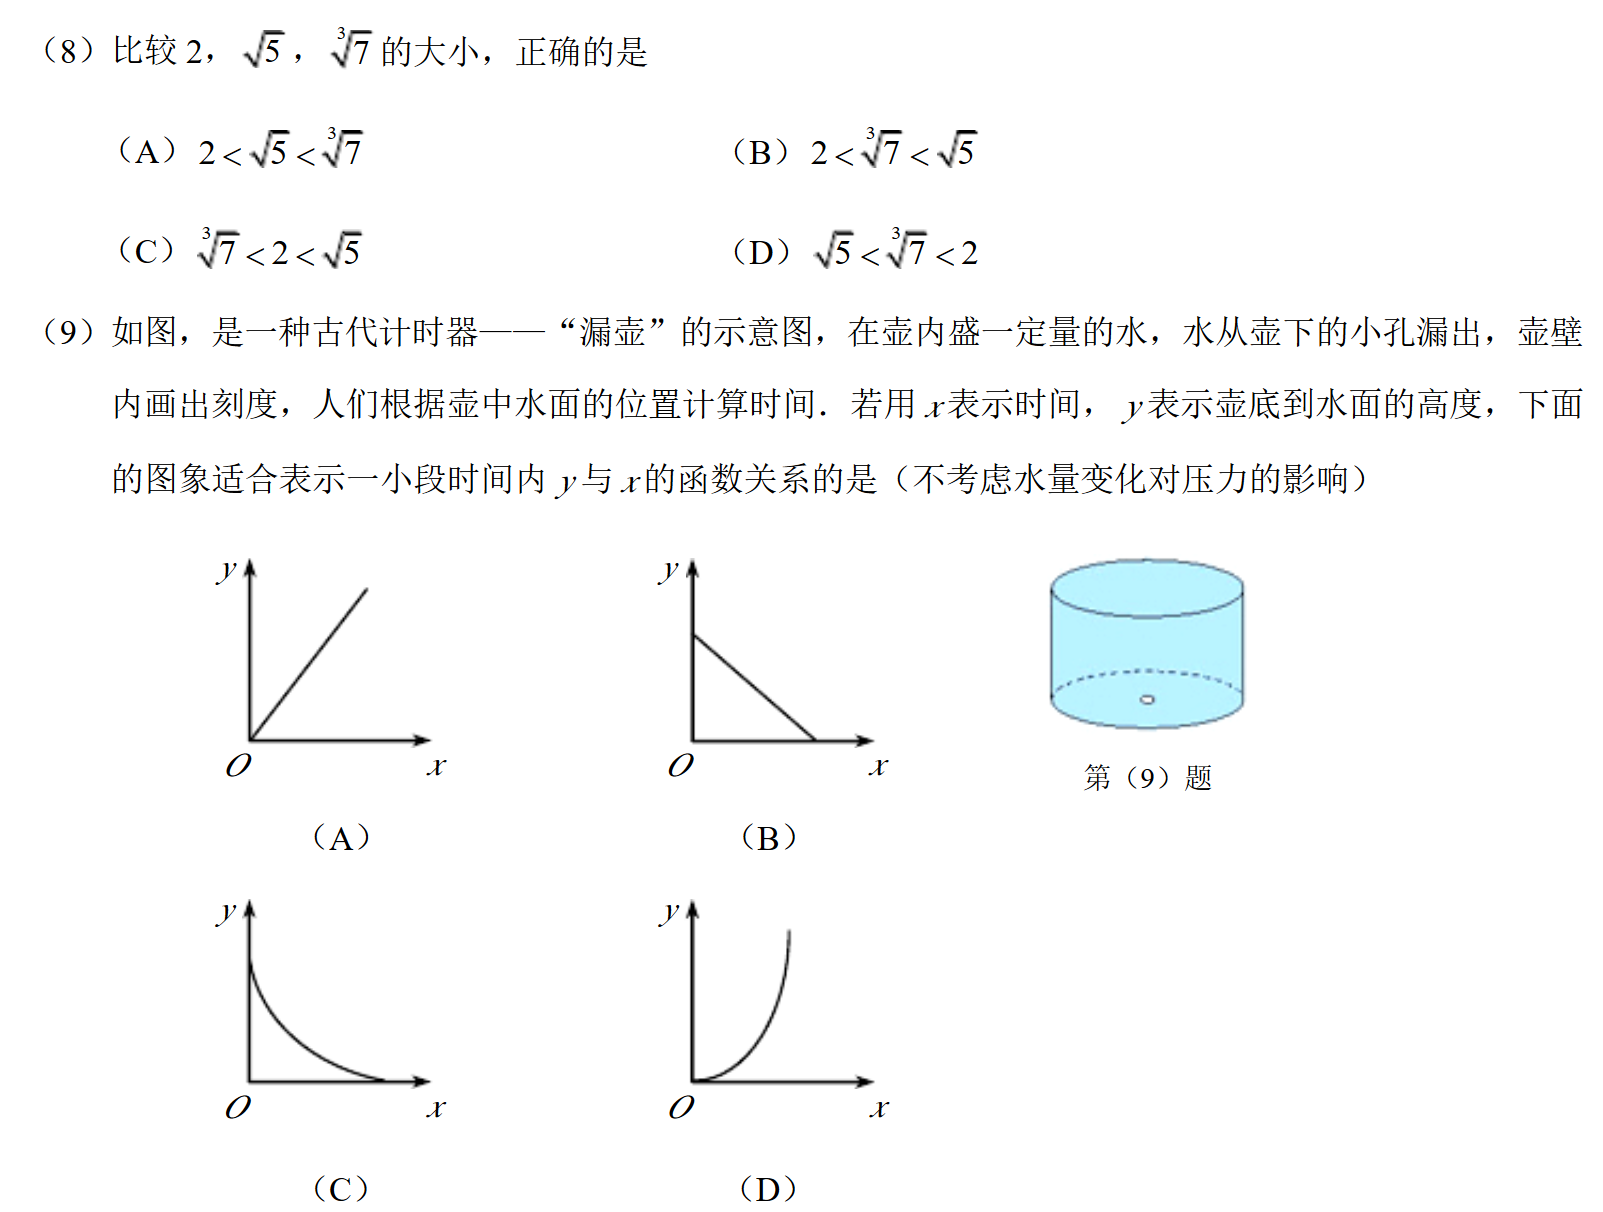 （8）比较 2，√5，∛7 的大小，正确的是
（A）2 < √5 < ∛7 （B）2 < ∛7 < √5
（C）∛7 < 2 < √5 （D）√5 < ∛7 < 2
（9）如图，是一种古代计时器——“漏壶”的示意图，在壶内盛一定量的水，水从壶下的小孔漏出，壶壁
内画出刻度，人们根据壶中水面的位置计算时间．若用 x 表示时间， y 表示壶底到水面的高度，下面
的图象适合表示一小段时间内 y 与 x 的函数关系的是（不考虑水量变化对压力的影响）
y
O
x
（A）
y
O
x
（B）
第（9）题
y
O
x
（C）
y
O
x
（D）